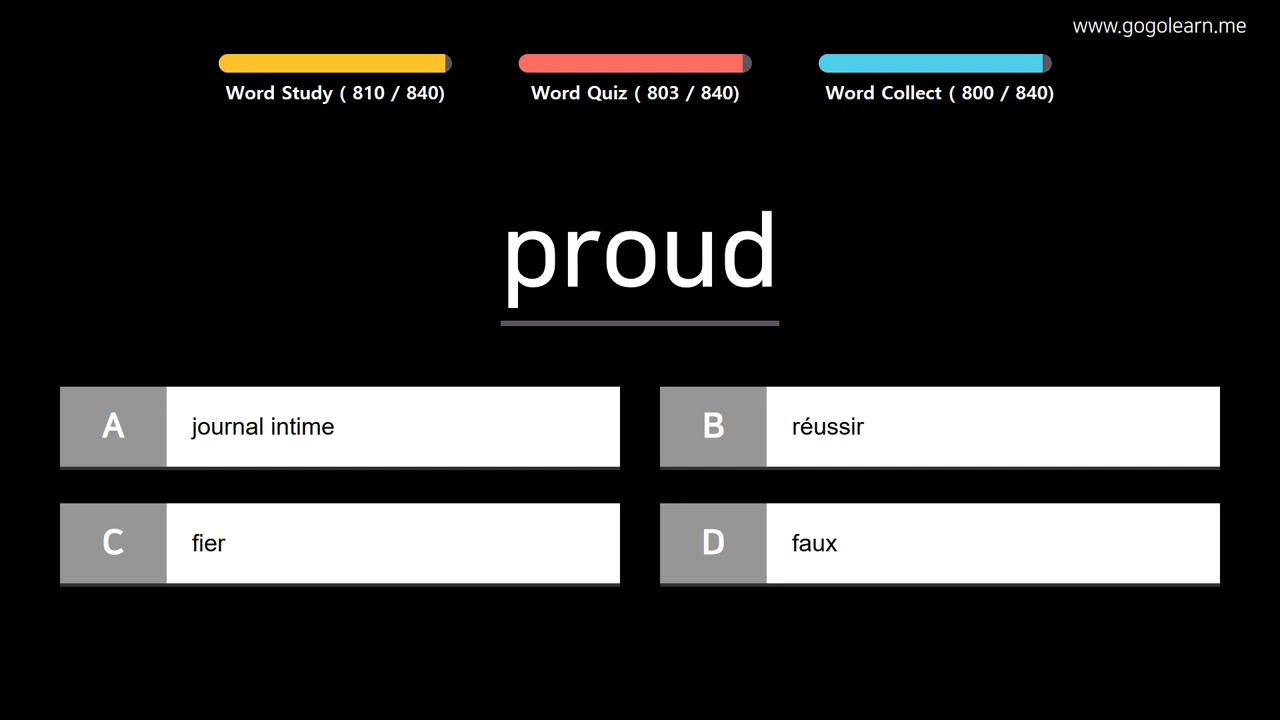 www.gogolearn.me
Word Study ( 810 / 840)
Word Quiz ( 803 / 840)
Word Collect ( 800 / 840)
proud
A journal intime
B réussir
C fier
D faux